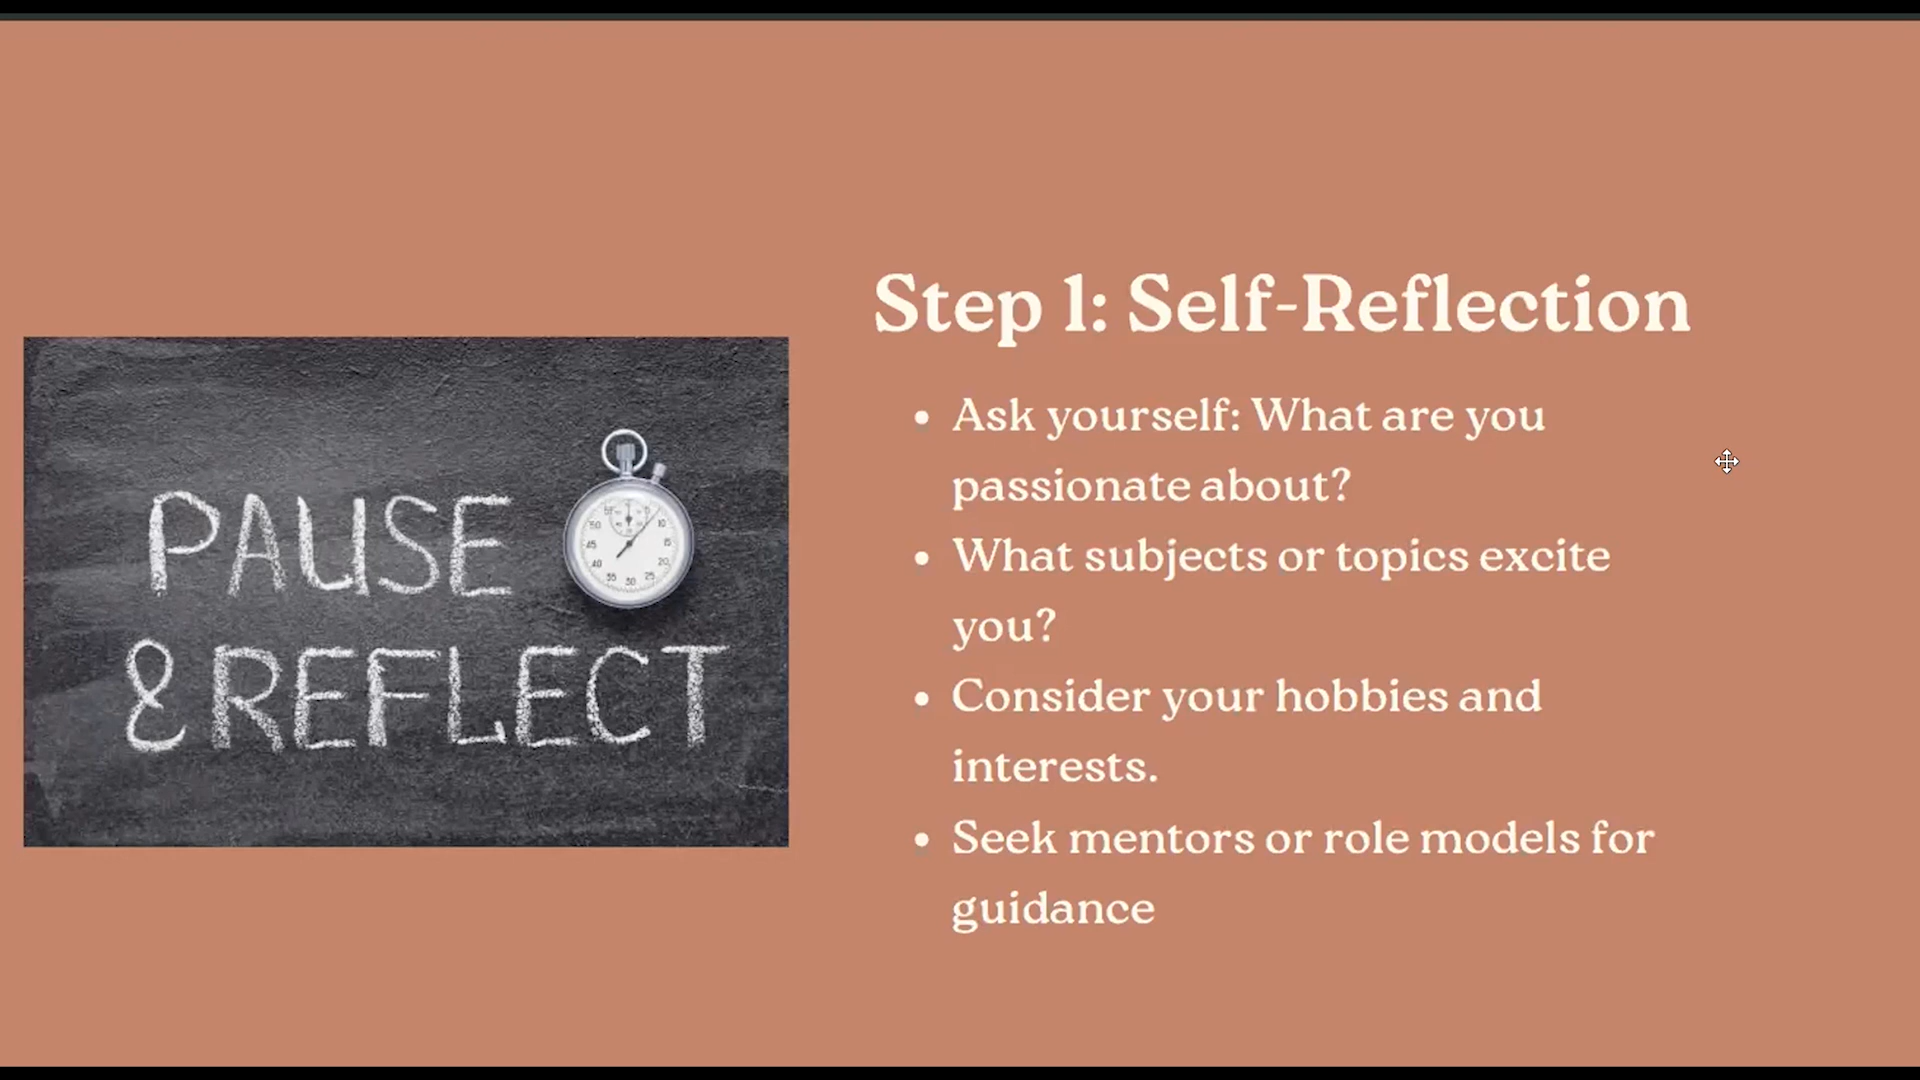 Step 1: Self-Reflection
• Ask yourself: What are you
passionate about?
• What subjects or topics excite
you?
• Consider your hobbies and
interests.
• Seek mentors or role models for
guidance
PAUSE
& REFLECT